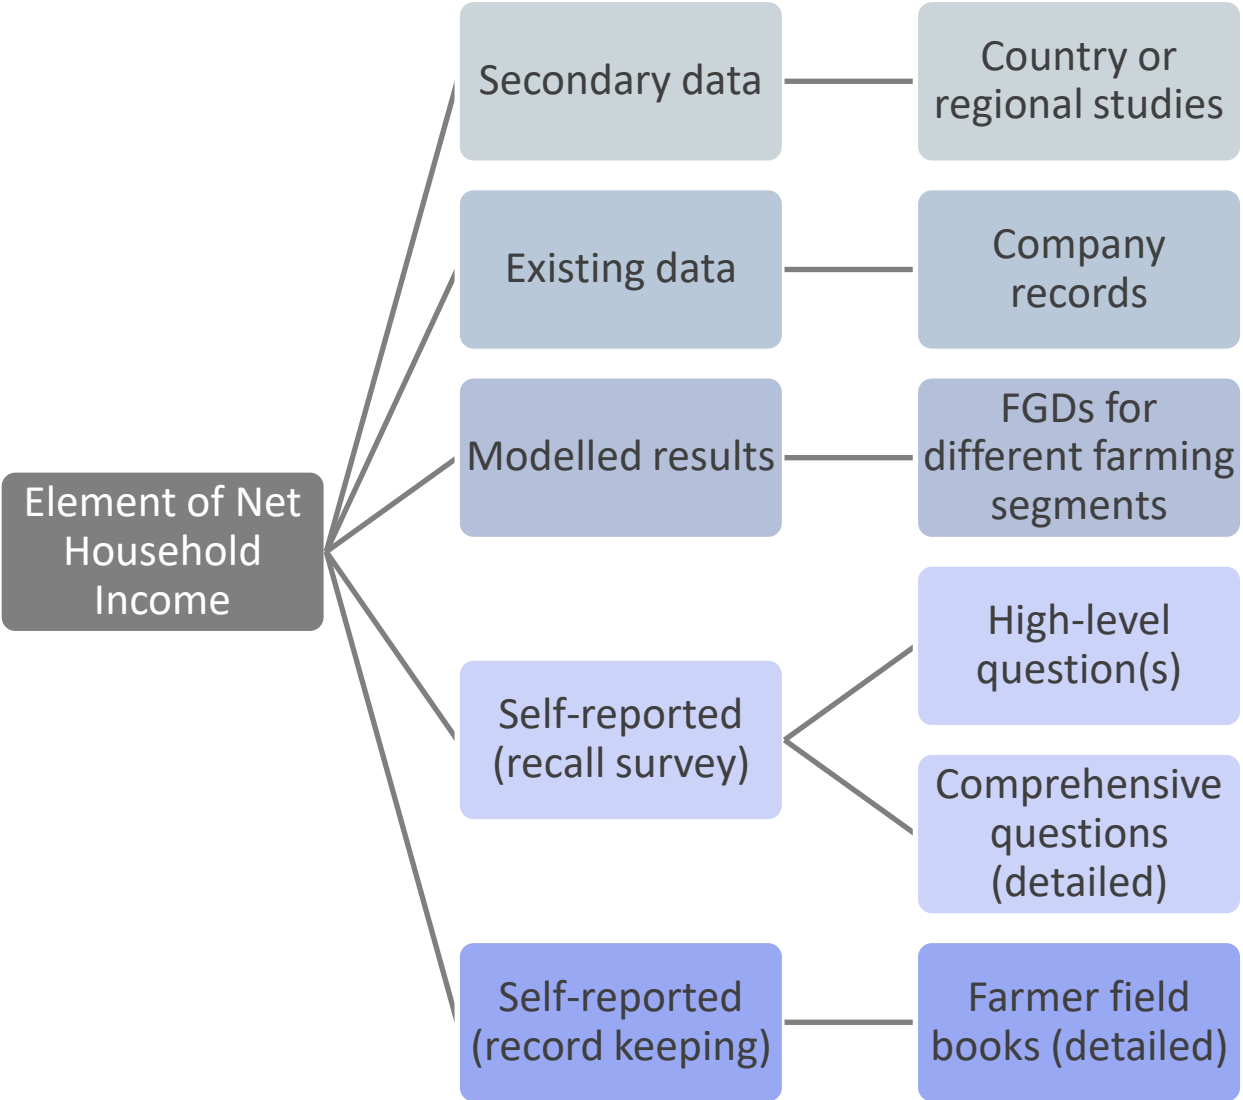 Secondary data
Country or
regional studies
Existing data
Company
records
Modelled results
FGDs for
different farming
segments
Element of Net
Household
Income
Self-reported
(recall survey)
High-level
question(s)
Comprehensive
questions
(detailed)
Self-reported
(record keeping)
Farmer field
books (detailed)